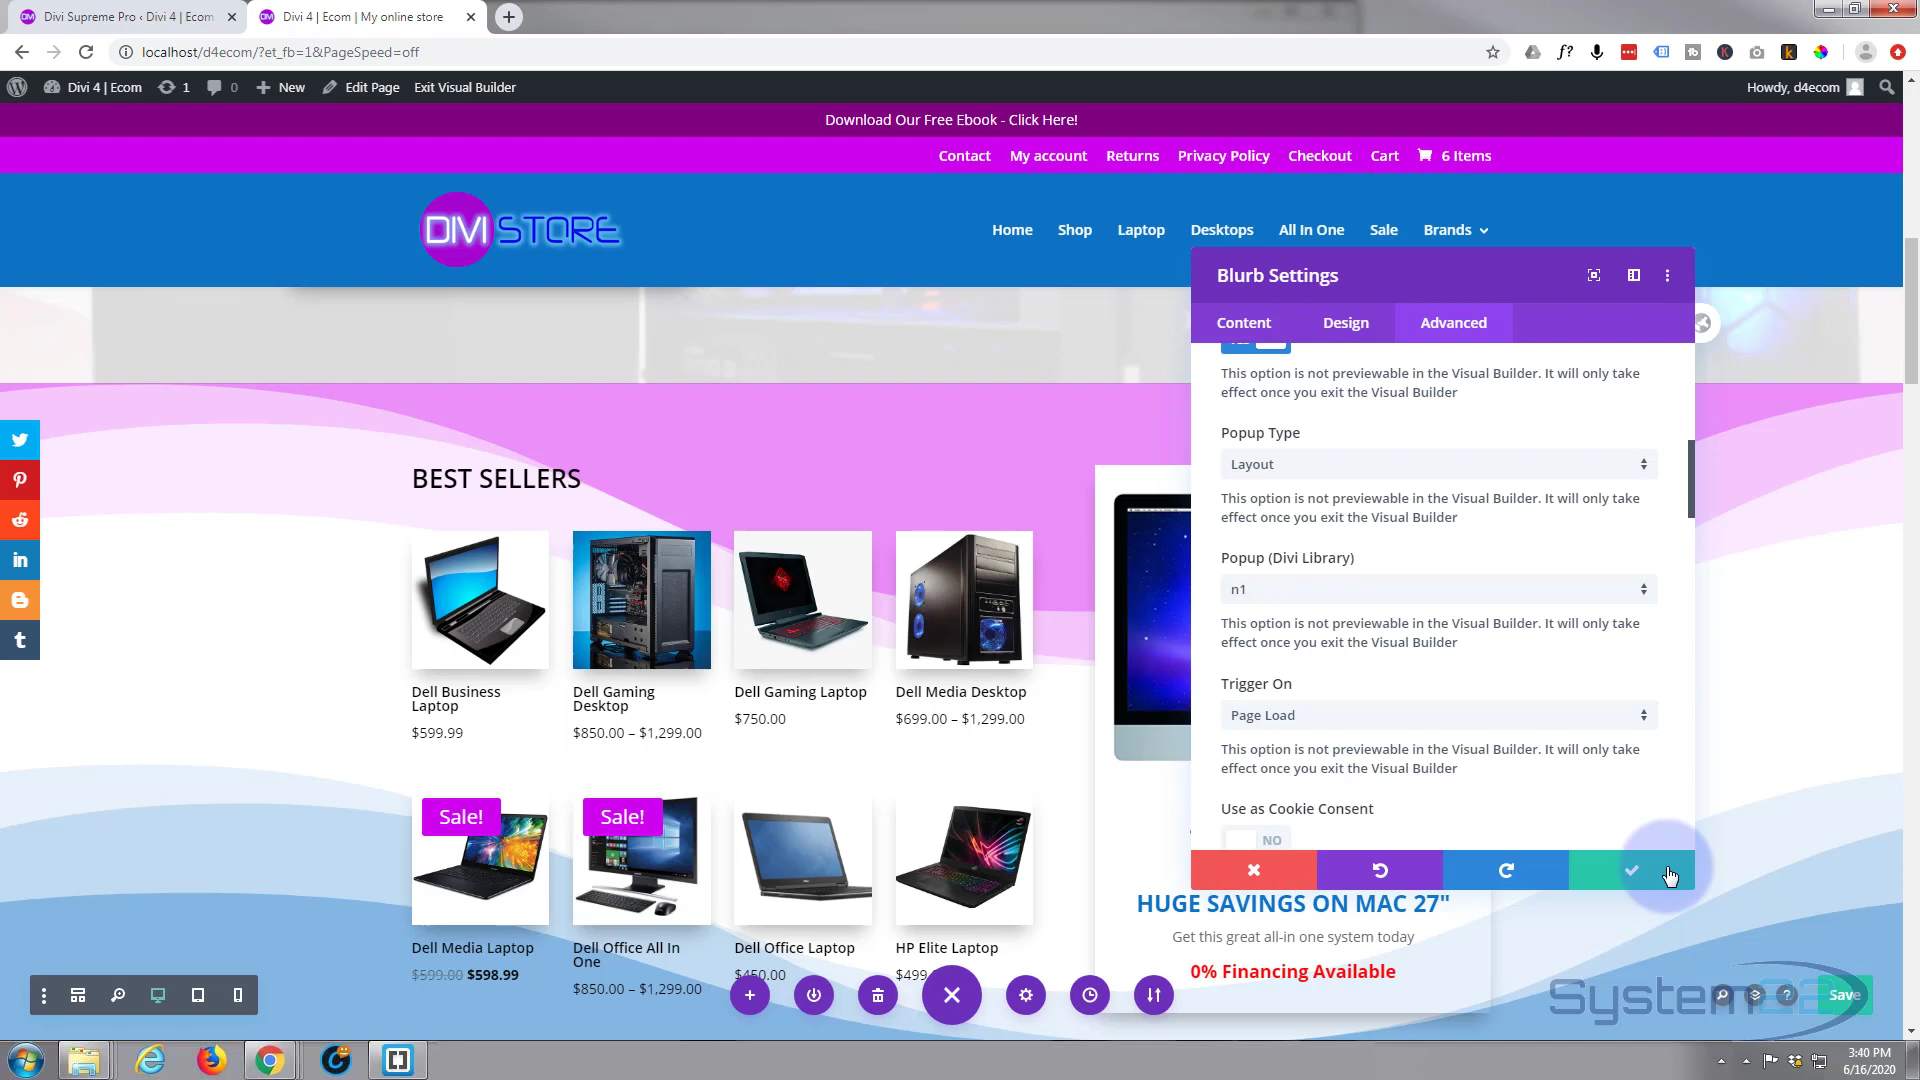 Divi Supreme Pro ‹ Divi 4 | Ecom
Divi 4 | Ecom | My online store
localhost/d4ecom/?et_fb=1&PageSpeed=off
Divi 4 | Ecom
1
0
New
Edit Page
Exit Visual Builder
Howdy, d4ecom
Download Our Free Ebook - Click Here!
Contact
My account
Returns
Privacy Policy
Checkout
Cart
6 Items
DIVI STORE
Home
Shop
Laptop
Desktops
All In One
Sale
Brands
Blurb Settings
Content
Design
Advanced
This option is not previewable in the Visual Builder. It will only take
effect once you exit the Visual Builder
Popup Type
Layout
This option is not previewable in the Visual Builder. It will only take
effect once you exit the Visual Builder
Popup (Divi Library)
n1
This option is not previewable in the Visual Builder. It will only take
effect once you exit the Visual Builder
Trigger On
Page Load
This option is not previewable in the Visual Builder. It will only take
effect once you exit the Visual Builder
Use as Cookie Consent
NO
BEST SELLERS
Dell Business
Laptop
$599.99
Dell Gaming
Desktop
$850.00 – $1,299.00
Dell Gaming Laptop
$750.00
Dell Media Desktop
$699.00 – $1,299.00
Sale!
Dell Media Laptop
$599.00 $598.99
Sale!
Dell Office All In
One
$850.00 – $1,299.00
Dell Office Laptop
$450.00
HP Elite Laptop
$499.
HUGE SAVINGS ON MAC 27"
Get this great all-in one system today
0% Financing Available
System22
Save
3:40 PM
6/16/2020